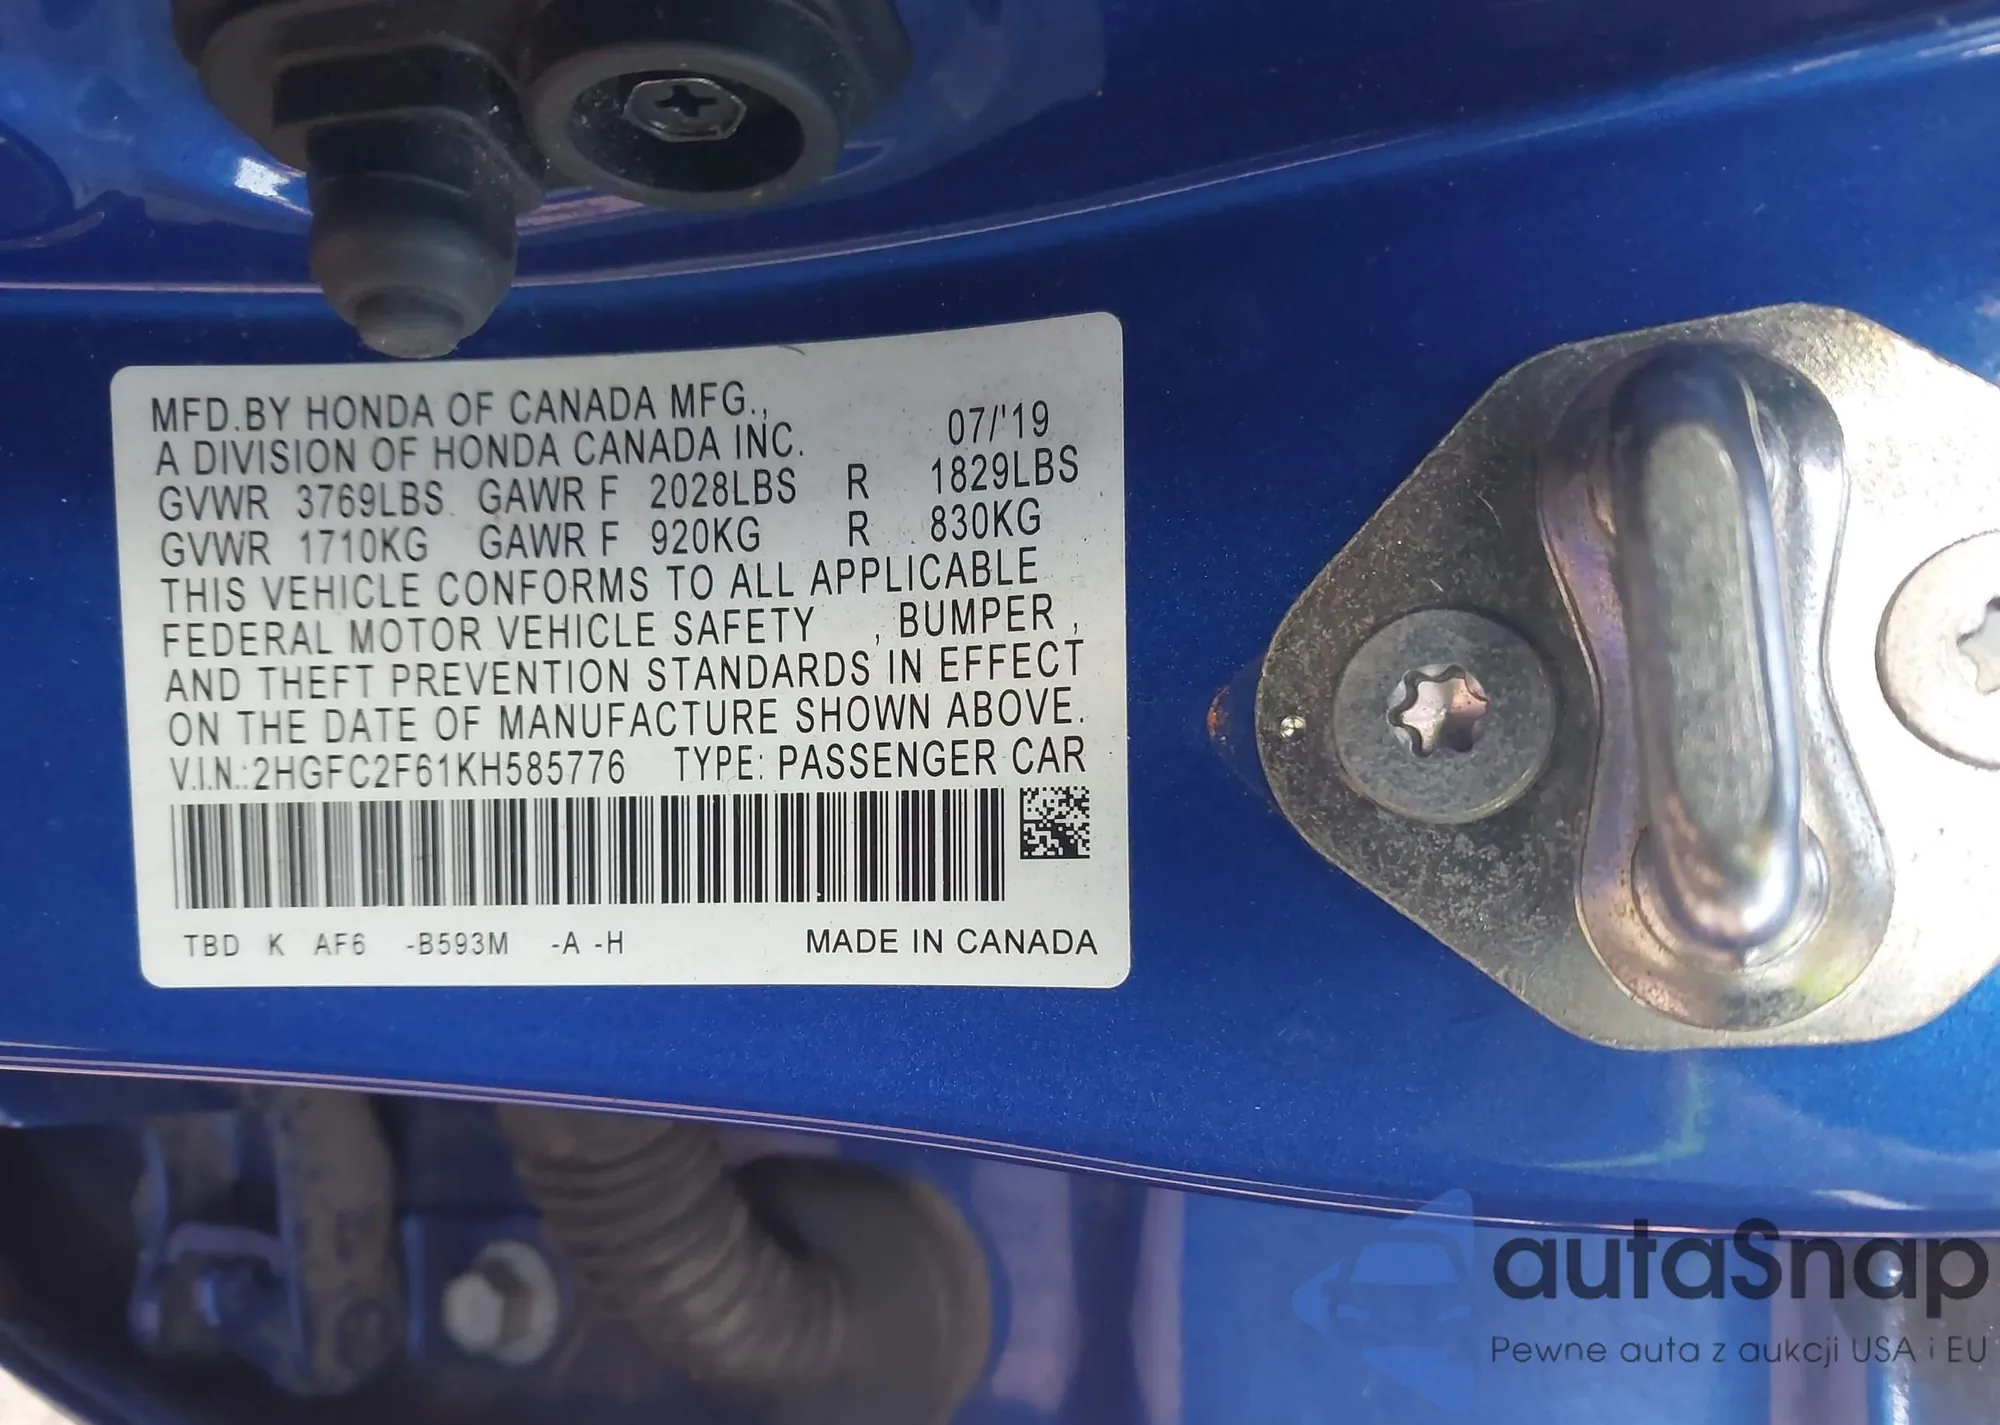 MFD.BY HONDA OF CANADA MFG.,
A DIVISION OF HONDA CANADA INC. 07/'19
GVWR 3769LBS GAWR F 2028LBS R 1829LBS
GVWR 1710KG GAWR F 920KG R 830KG
THIS VEHICLE CONFORMS TO ALL APPLICABLE
FEDERAL MOTOR VEHICLE SAFETY , BUMPER ,
AND THEFT PREVENTION STANDARDS IN EFFECT
ON THE DATE OF MANUFACTURE SHOWN ABOVE.
V.I.N.:2HGFC2F61KH585776 TYPE: PASSENGER CAR
TBD K AF6 -B593M -A -H MADE IN CANADA
autaSnap
Pewne auta z aukcji USA i EU